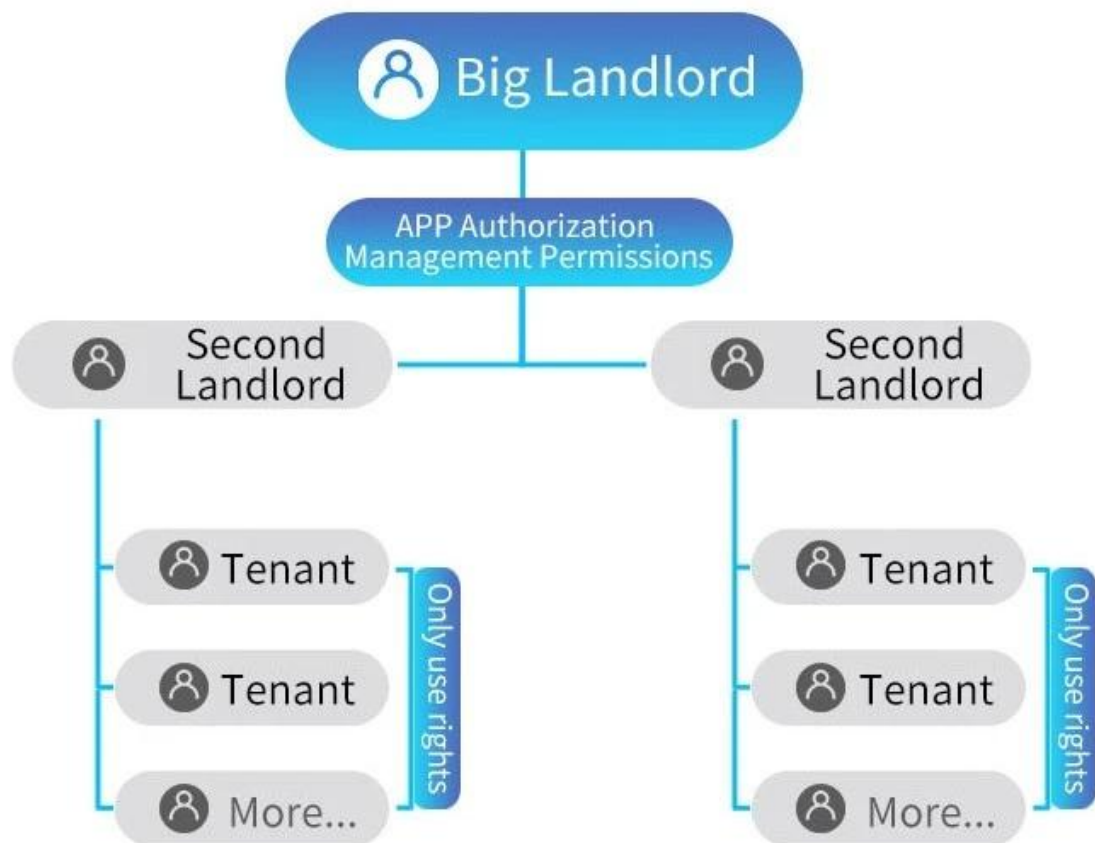 Big Landlord
APP Authorization
Management Permissions
Second
Landlord
Tenant
Tenant
More...
Only use rights
Second
Landlord
Tenant
Tenant
More...
Only use rights